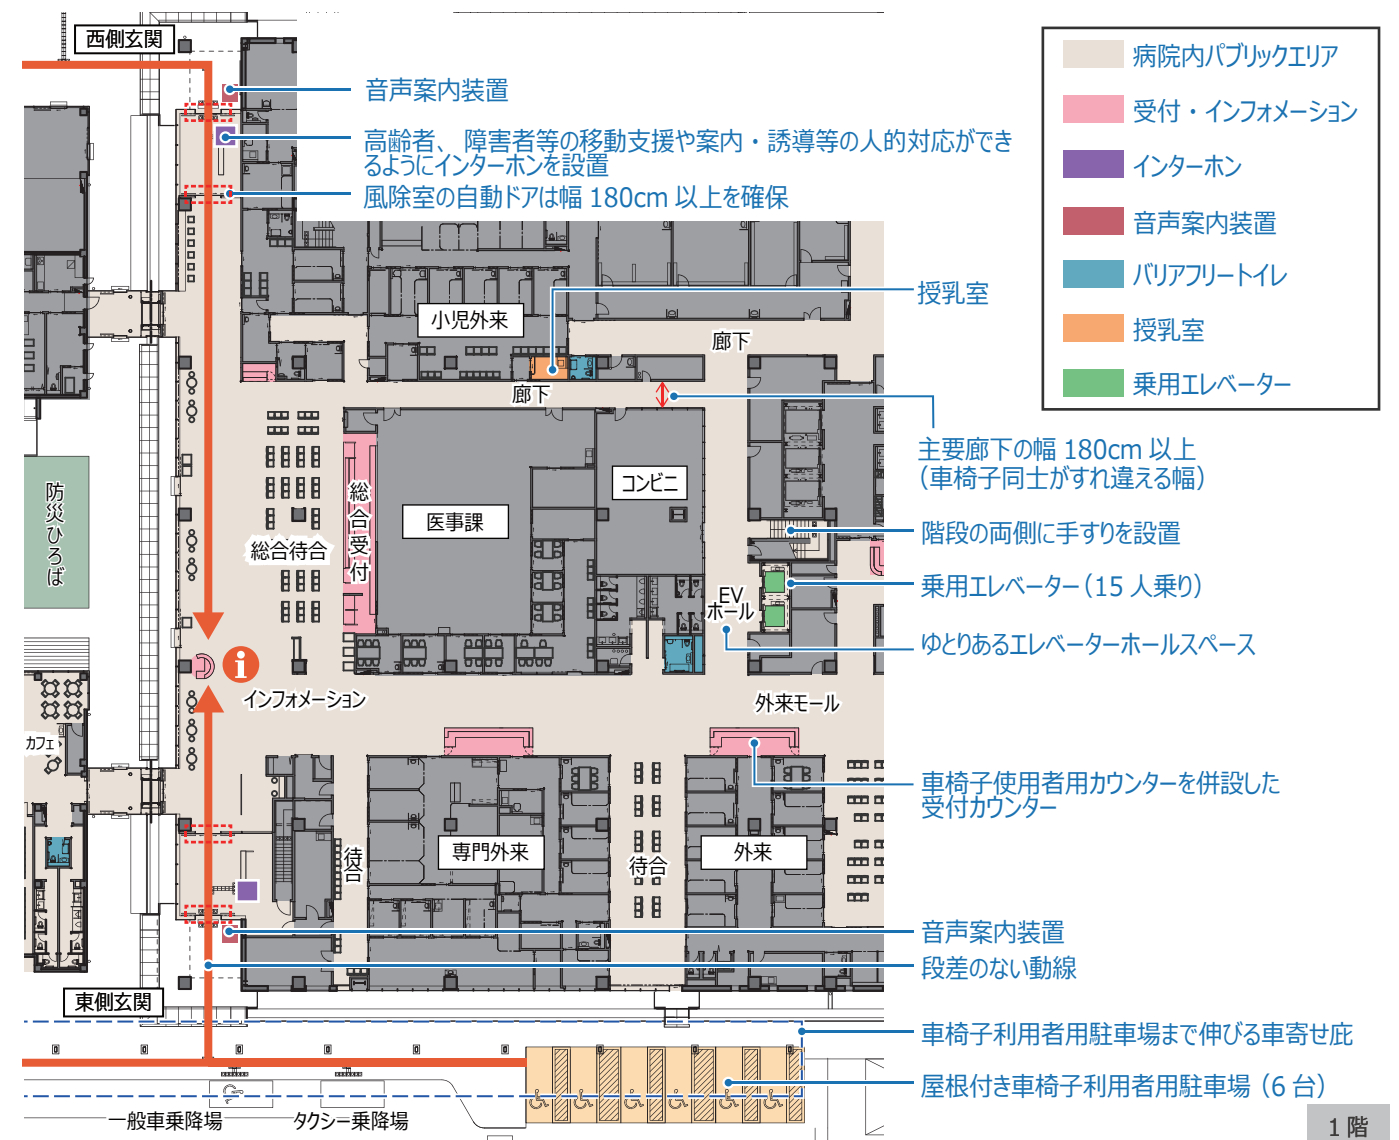 西側玄関
音声案内装置
高齢者、障害者等の移動支援や案内・誘導等の人的対応ができ
るようにインターホンを設置
風除室の自動ドアは幅 180cm 以上を確保
病院内パブリックエリア
受付・インフォメーション
インターホン
音声案内装置
バリアフリートイレ
授乳室
乗用エレベーター
授乳室
小児外来
廊下
廊下
主要廊下の幅 180cm 以上
（車椅子同士がすれ違える幅）
コンビニ
総合受付
医事課
防災ひろば
総合待合
階段の両側に手すりを設置
乗用エレベーター（15 人乗り）
EV
ホール
ゆとりあるエレベーターホールスペース
i
インフォメーション
外来モール
カフェ
車椅子使用者用カウンターを併設した
受付カウンター
待合
専門外来
待合
外来
音声案内装置
段差のない動線
東側玄関
車椅子利用者用駐車場まで伸びる車寄せ庇
屋根付き車椅子利用者用駐車場（6 台）
一般車乗降場
タクシー乗降場
1 階